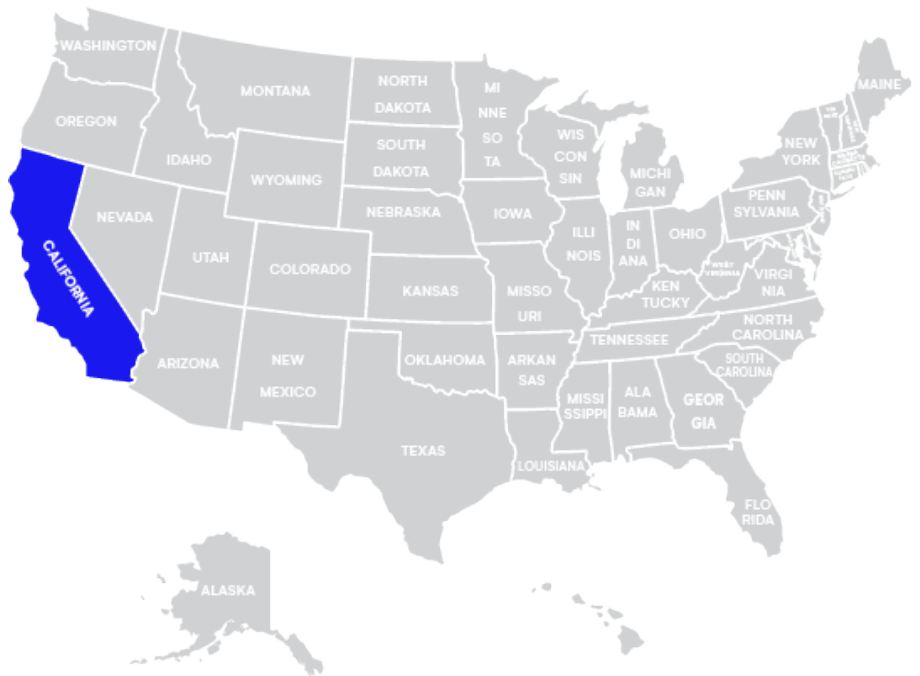 WASHINGTON
MONTANA
NORTH
DAKOTA
MI
NNE
SO
TA
MAINE
OREGON
IDAHO
WYOMING
SOUTH
DAKOTA
WIS
CON
SIN
MICHI
GAN
NEW
YORK
NEVADA
UTAH
COLORADO
NEBRASKA
IOWA
ILLI
NOIS
IN
DI
ANA
OHIO
PENN
SYLVANIA
CALIFORNIA
KANSAS
MISSO
URI
KEN
TUCKY
WEST
VIRGINIA
VIRGI
NIA
ARIZONA
NEW
MEXICO
OKLAHOMA
ARKAN
SAS
TENNESSEE
NORTH
CAROLINA
SOUTH
CAROLINA
TEXAS
LOUISIANA
MISSI
SSIPPI
ALA
BAMA
GEOR
GIA
FLO
RIDA
ALASKA